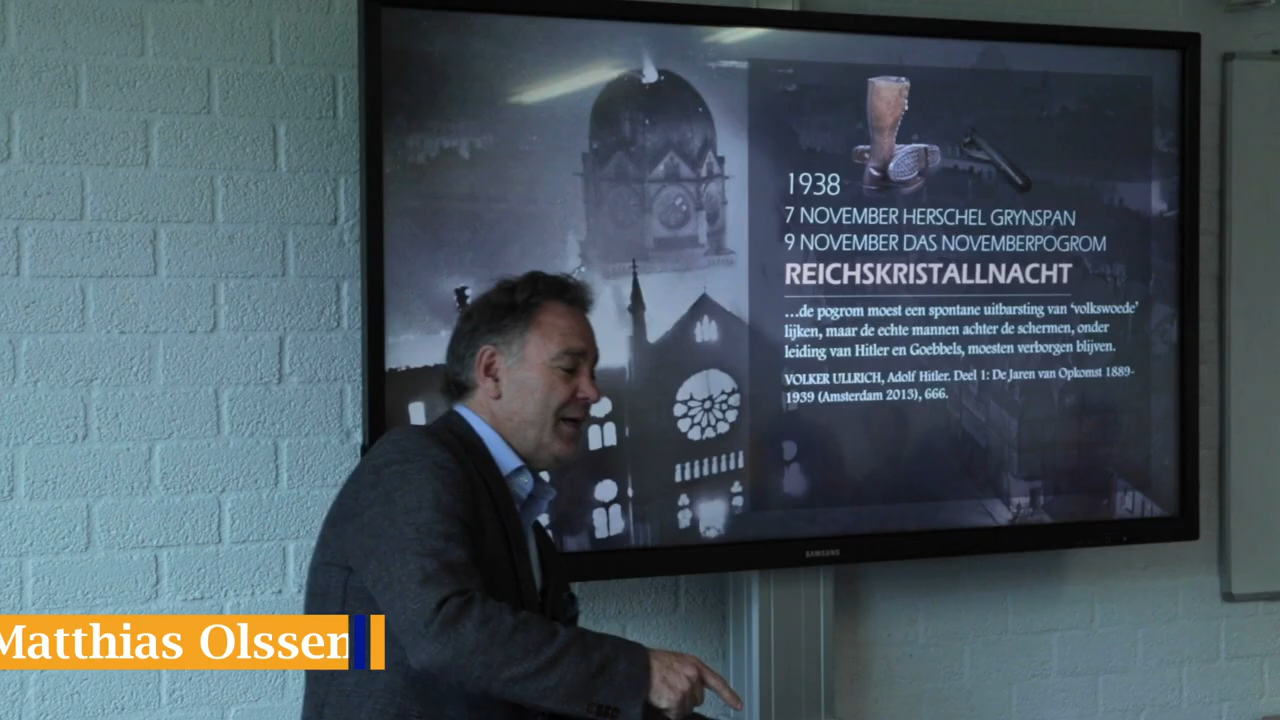 1938
7 NOVEMBER HERSCHEL GRYNSPAN
9 NOVEMBER DAS NOVEMBERPOGROM
REICHSKRISTALLNACHT
...de pogrom moest een spontane uitbarsting van ‘volkswoede’
lijken, maar de echte mannen achter de schermen, onder
leiding van Hitler en Goebbels, moesten verborgen blijven.
VOLKER ULLRICH, Adolf Hitler. Deel 1: De Jaren van Opkomst 1889-
1939 (Amsterdam 2013), 666.
SAMSUNG
Matthias Olssen